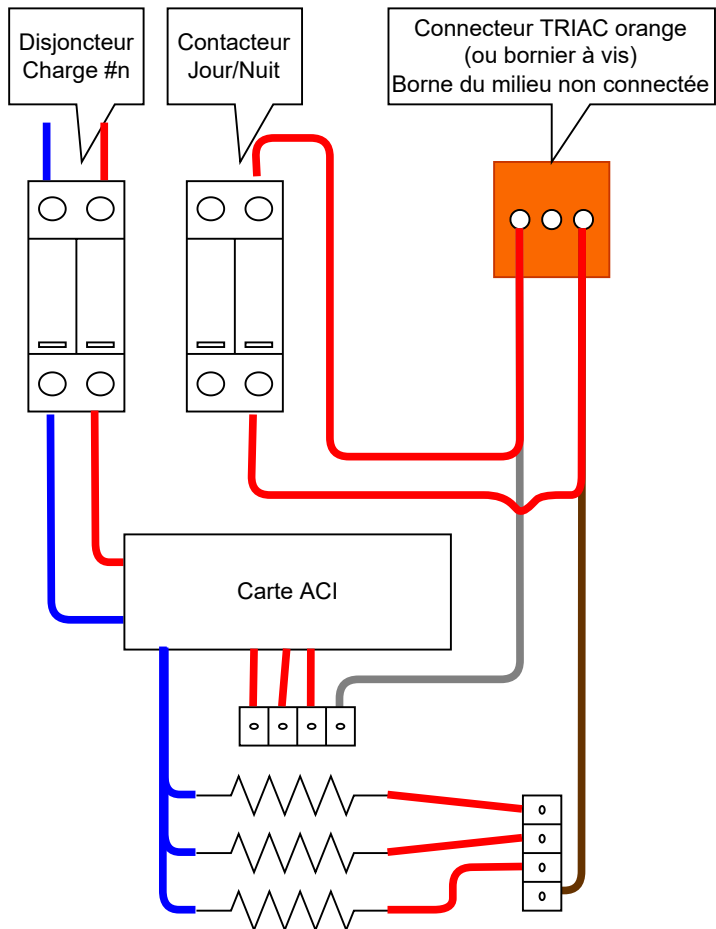 Disjoncteur
Charge #n
Contacteur
Jour/Nuit
Connecteur TRIAC orange
(ou bornier à vis)
Borne du milieu non connectée
Carte ACI